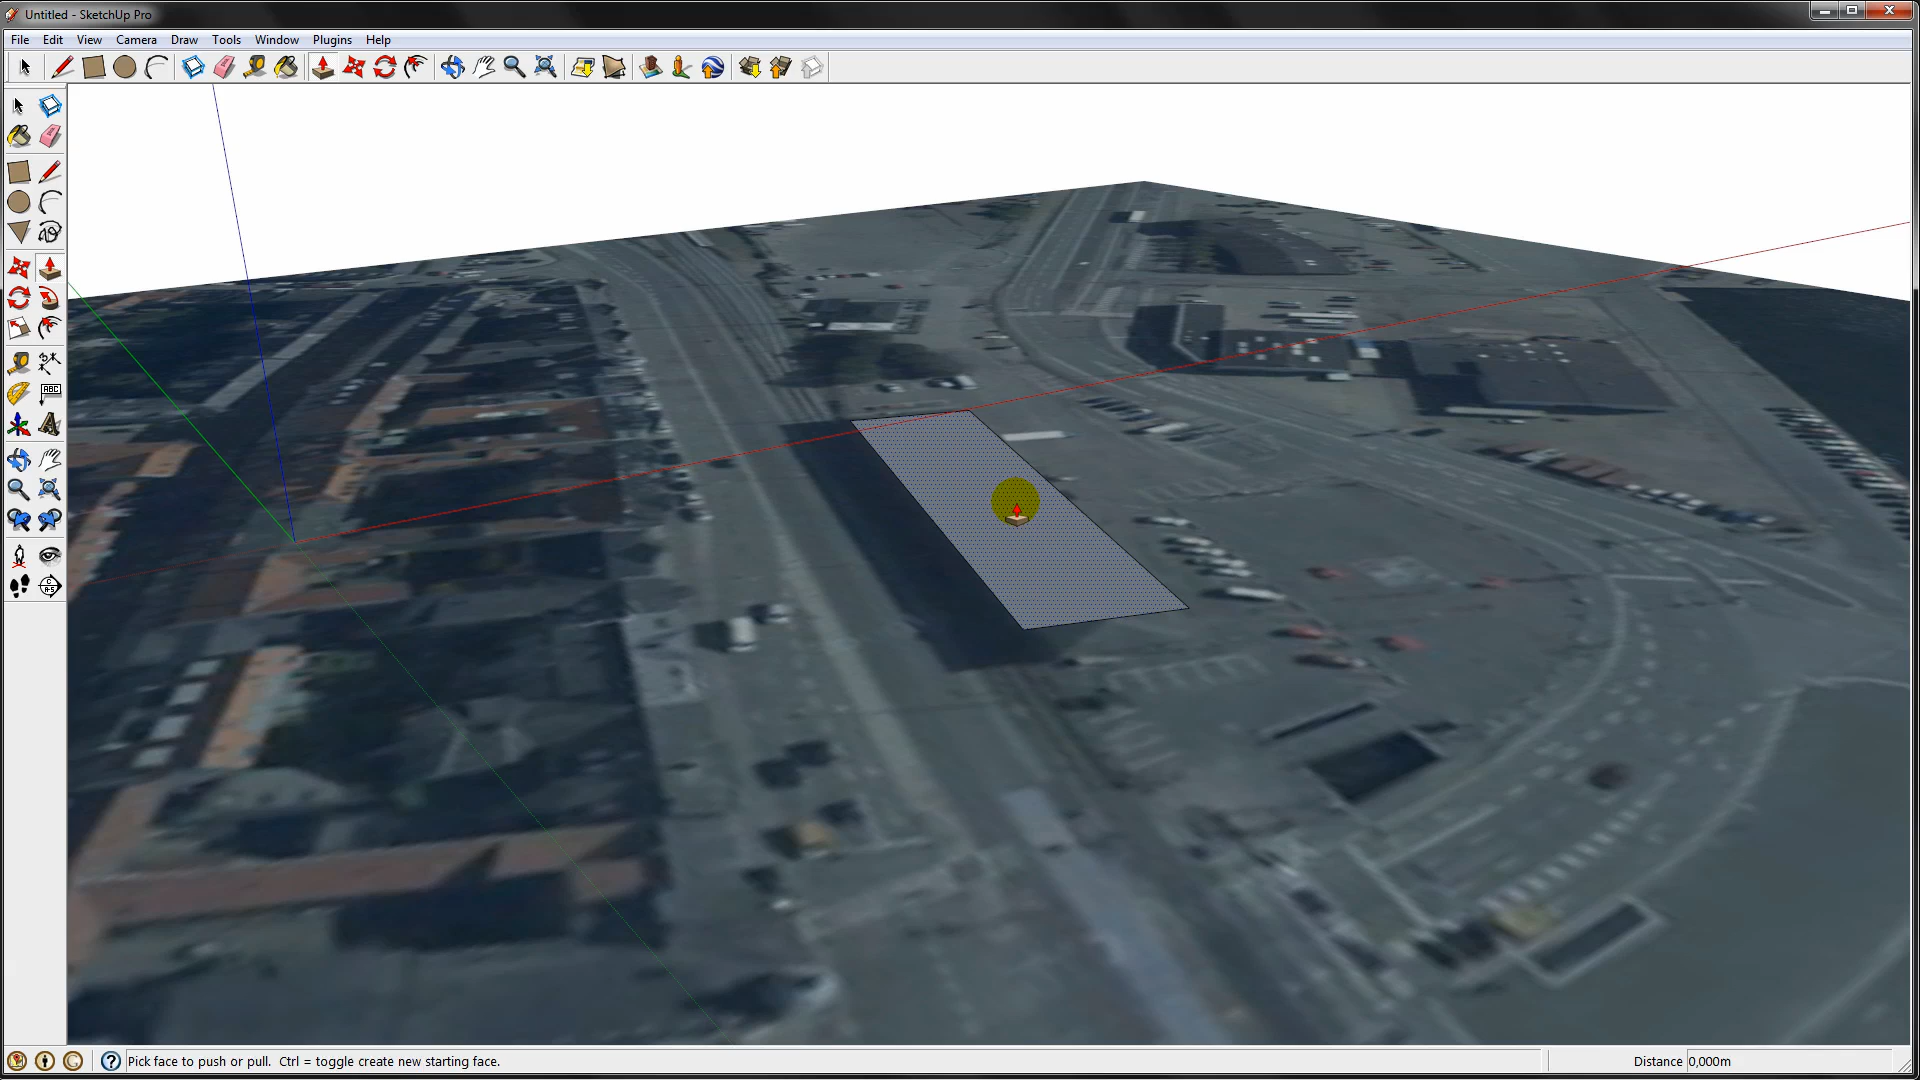 Untitled - SketchUp Pro
File Edit View Camera Draw Tools Window Plugins Help
ABC
A
Pick face to push or pull.  Ctrl = toggle create new starting face.
Distance 0,000m